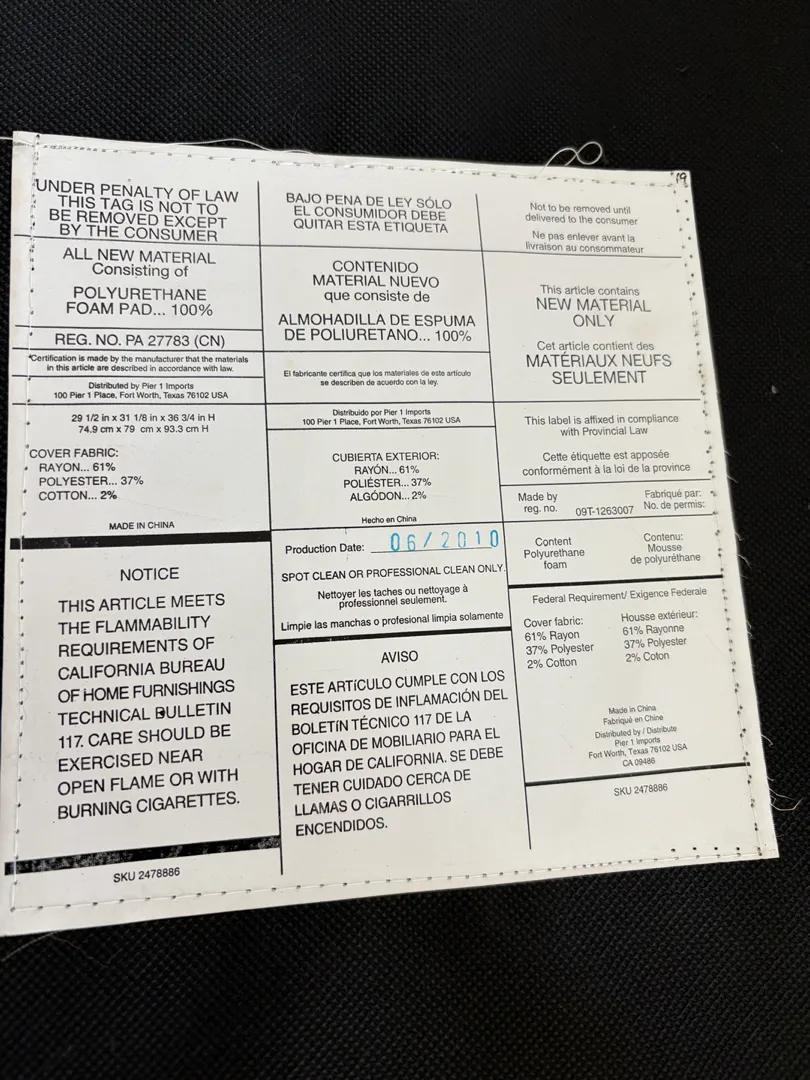 UNDER PENALTY OF LAW
THIS TAG IS NOT TO
BE REMOVED EXCEPT
BY THE CONSUMER
ALL NEW MATERIAL
Consisting of
POLYURETHANE
FOAM PAD... 100%
REG. NO. PA 27783 (CN)
*Certification is made by the manufacturer that the materials
in this article are described in accordance with law.
Distributed by Pier 1 Imports
100 Pier 1 Place, Fort Worth, Texas 76102 USA
29 1/2 in x 31 1/8 in x 36 3/4 in H
74.9 cm x 79 cm x 93.3 cm H
COVER FABRIC:
RAYON... 61%
POLYESTER... 37%
COTTON... 2%
MADE IN CHINA
NOTICE
THIS ARTICLE MEETS
THE FLAMMABILITY
REQUIREMENTS OF
CALIFORNIA BUREAU
OF HOME FURNISHINGS
TECHNICAL BULLETIN
117. CARE SHOULD BE
EXERCISED NEAR
OPEN FLAME OR WITH
BURNING CIGARETTES.
SKU 2478886
BAJO PENA DE LEY SÓLO
EL CONSUMIDOR DEBE
QUITAR ESTA ETIQUETA
CONTENIDO
MATERIAL NUEVO
que consiste de
ALMOHADILLA DE ESPUMA
DE POLIURETANO... 100%
El fabricante certifica que los materiales de este artículo
se describen de acuerdo con la ley.
Distribuido por Pier 1 Imports
100 Pier 1 Place, Fort Worth, Texas 76102 USA
CUBIERTA EXTERIOR:
RAYÓN... 61%
POLIÉSTER... 37%
ALGÓDON... 2%
Hecho en China
Production Date: 06/2010
SPOT CLEAN OR PROFESSIONAL CLEAN ONLY.
Nettoyer les taches ou nettoyage à
professionnel seulement.
Limpie las manchas o profesional limpia solamente
AVISO
ESTE ARTíCULO CUMPLE CON LOS
REQUISITOS DE INFLAMACIÓN DEL
BOLETíN TÉCNICO 117 DE LA
OFICINA DE MOBILIARIO PARA EL
HOGAR DE CALIFORNIA. SE DEBE
TENER CUIDADO CERCA DE
LLAMAS O CIGARRILLOS
ENCENDIDOS.
19
Not to be removed until
delivered to the consumer
Ne pas enlever avant la
livraison au consommateur
This article contains
NEW MATERIAL
ONLY
Cet article contient des
MATÉRIAUX NEUFS
SEULEMENT
This label is affixed in compliance
with Provincial Law
Cette étiquette est apposée
conformément à la loi de la province
Made by Fabriqué par:
reg. no. 09T-1263007 No. de permis:
Content Contenu:
Polyurethane Mousse
foam de polyuréthane
Federal Requirement/ Exigence Federale
Cover fabric: Housse extérieur:
61% Rayon 61% Rayonne
37% Polyester 37% Polyester
2% Cotton 2% Coton
Made in China
Fabriqué en Chine
Distributed by / Distribute
Pier 1 Imports
Fort Worth, Texas 76102 USA
CA 09486
SKU 2478886